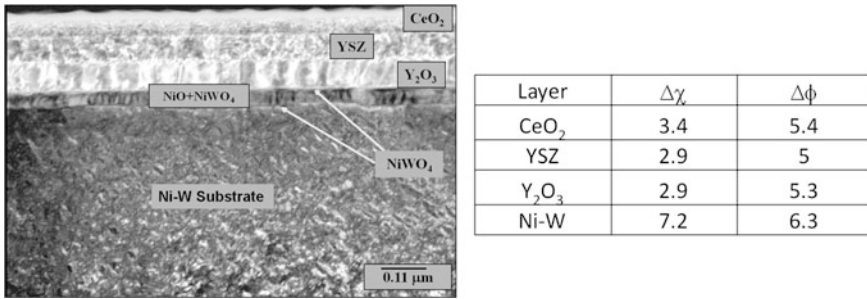 CeO₂
YSZ
Y₂O₃
NiO+NiWO₄
NiWO₄
Ni-W Substrate
0.11 μm
Layer Δχ Δϕ
CeO₂ 3.4 5.4
YSZ 2.9 5
Y₂O₃ 2.9 5.3
Ni-W 7.2 6.3